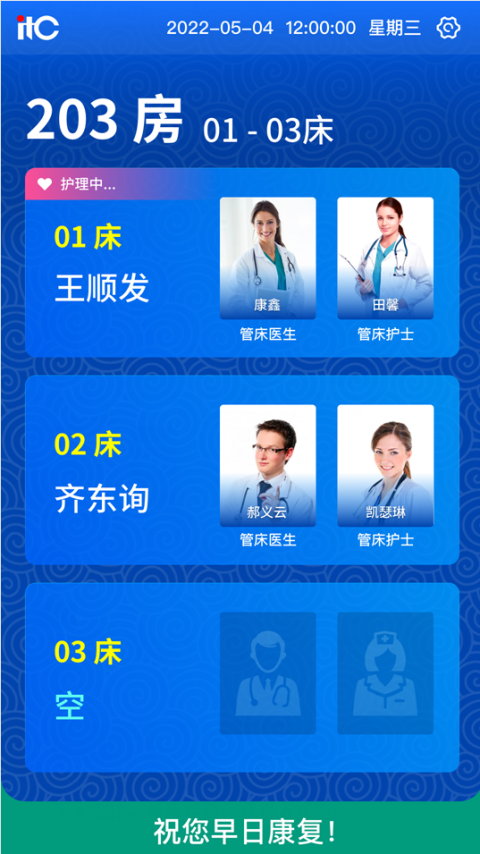 itc 2022-05-04 12:00:00 星期三
203 房 01 - 03床
护理中...
01 床
王顺发
康鑫 田馨
管床医生 管床护士
02 床
齐东询
郝义云 凯瑟琳
管床医生 管床护士
03 床
空
祝您早日康复!